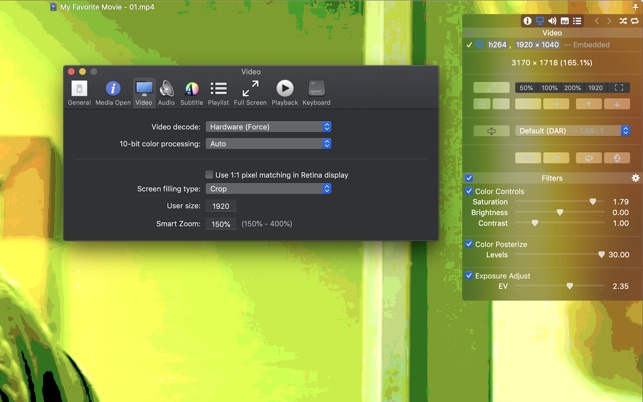 My Favorite Movie - 01.mp4
Video
General
Media Open
Video
Audio
Subtitle
Playlist
Full Screen
Playback
Keyboard
Video decode: Hardware (Force)
10-bit color processing: Auto
Use 1:1 pixel matching in Retina display
Screen filling type: Crop
User size: 1920
Smart Zoom: 150% (150% - 400%)
Video
h264 , 1920 × 1040 — Embedded
3170 × 1718 (165.1%)
50% 100% 200% 1920
Default (DAR)
Filters
Color Controls
Saturation 1.79
Brightness 0.00
Contrast 1.00
Color Posterize
Levels 30.00
Exposure Adjust
EV 2.35